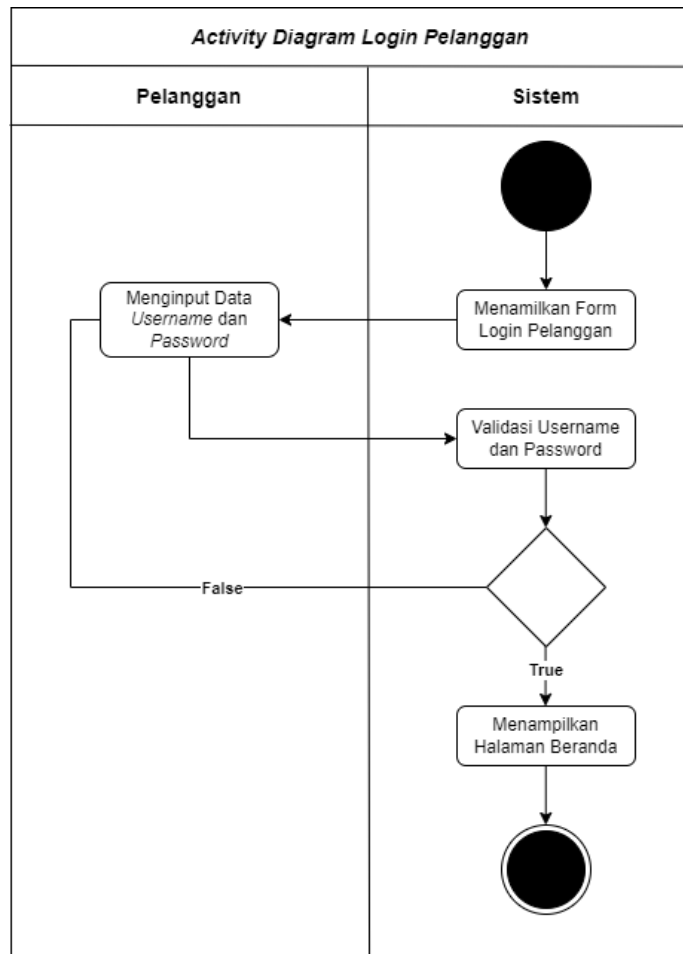 Activity Diagram Login Pelanggan
Pelanggan
Sistem
Menamilkan Form
Login Pelanggan
Menginput Data
Username dan
Password
Validasi Username
dan Password
False
True
Menampilkan
Halaman Beranda